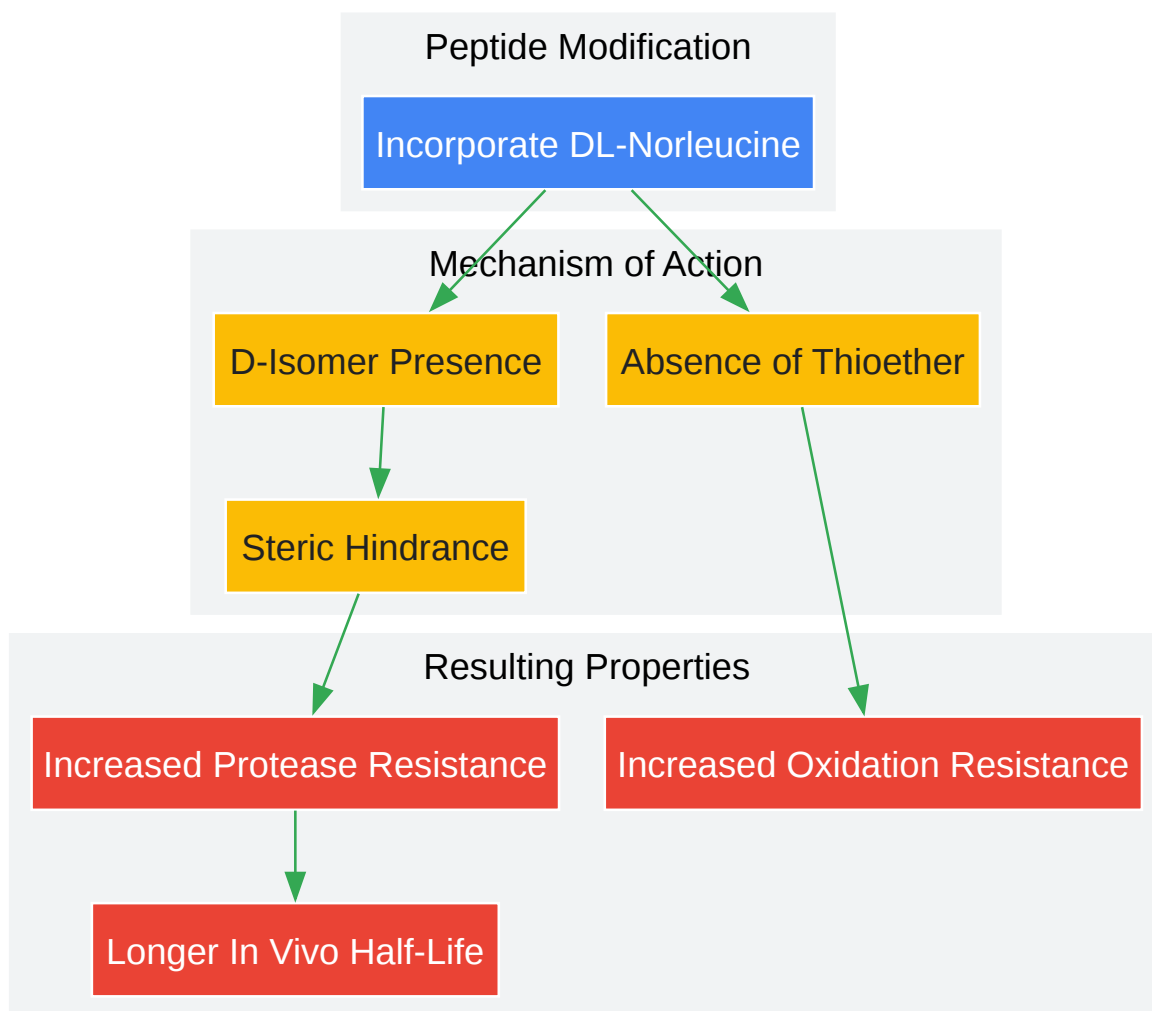 Peptide Modification
Incorporate DL-Norleucine
Mechanism of Action
D-Isomer Presence
Absence of Thioether
Steric Hindrance
Resulting Properties
Increased Protease Resistance
Increased Oxidation Resistance
Longer In Vivo Half-Life